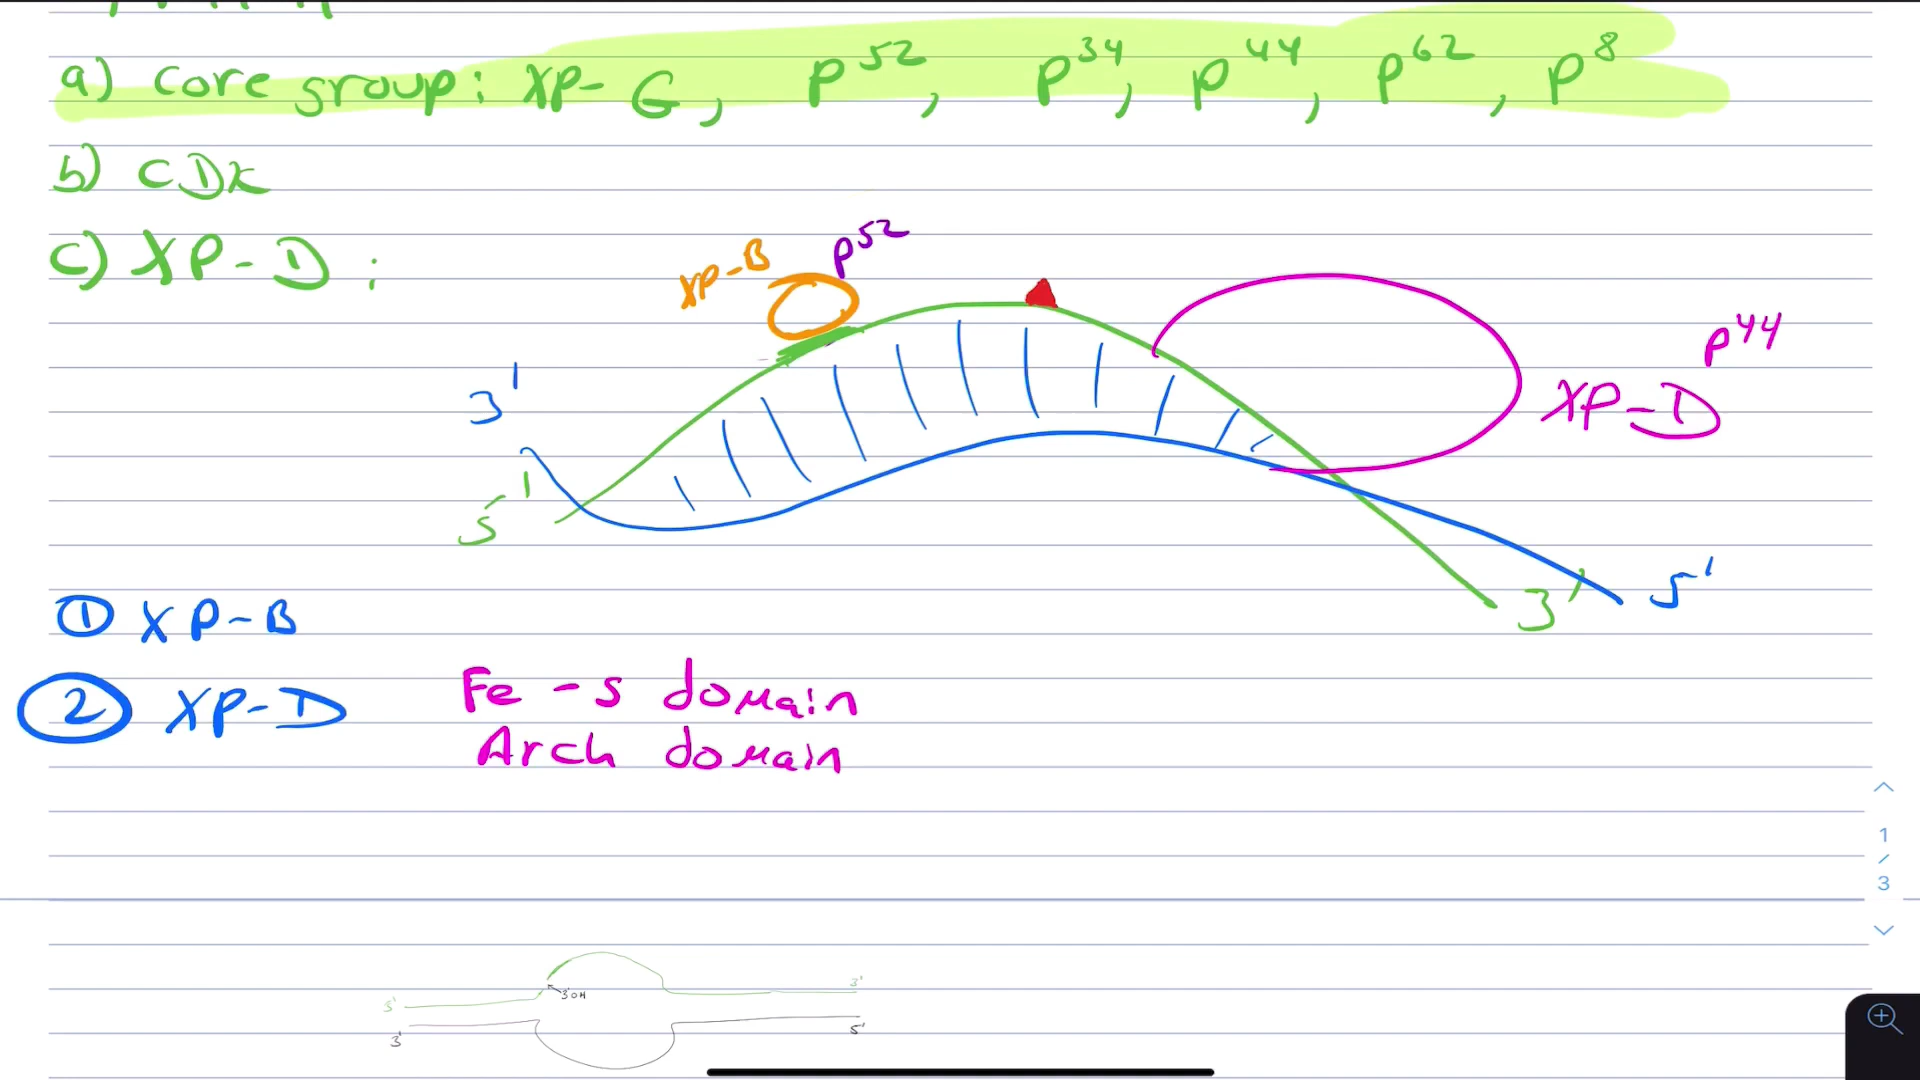 a) core group: XP-G, p⁵², p³⁴, p⁴⁴, p⁶², p⁸
b) CDK
c) XP-D:
XP-B p⁵²
p⁴⁴
XP-D
3'
5'
3' 5'
① XP-B
② XP-D
Fe-S domain
Arch domain
1
/
3
3'OH
3'
5'
3'
5'